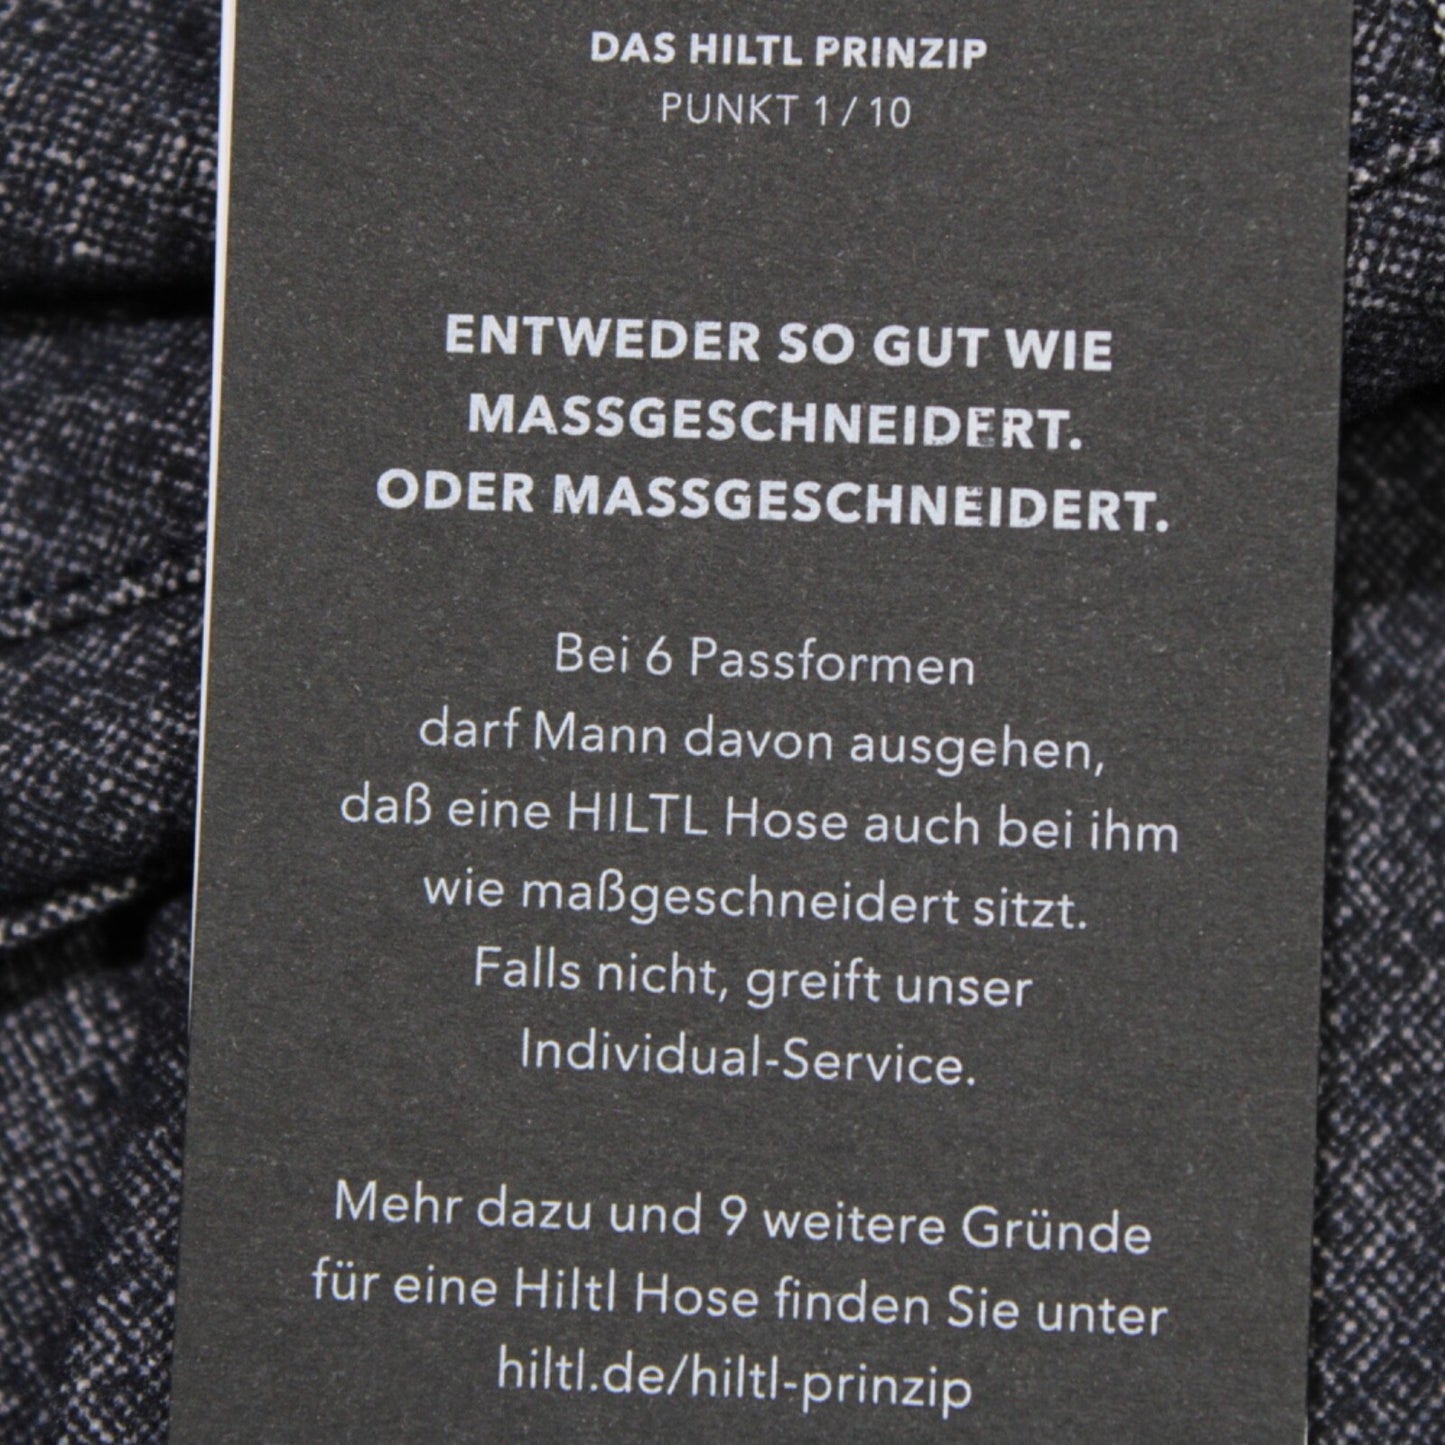 DAS HILTL PRINZIP
PUNKT 1/10
ENTWEDER SO GUT WIE
MASSGESCHNEIDERT.
ODER MASSGESCHNEIDERT.
Bei 6 Passformen
darf Mann davon ausgehen,
daß eine HILTL Hose auch bei ihm
wie maßgeschneidert sitzt.
Falls nicht, greift unser
Individual-Service.
Mehr dazu und 9 weitere Gründe
für eine Hiltl Hose finden Sie unter
hiltl.de/hiltl-prinzip